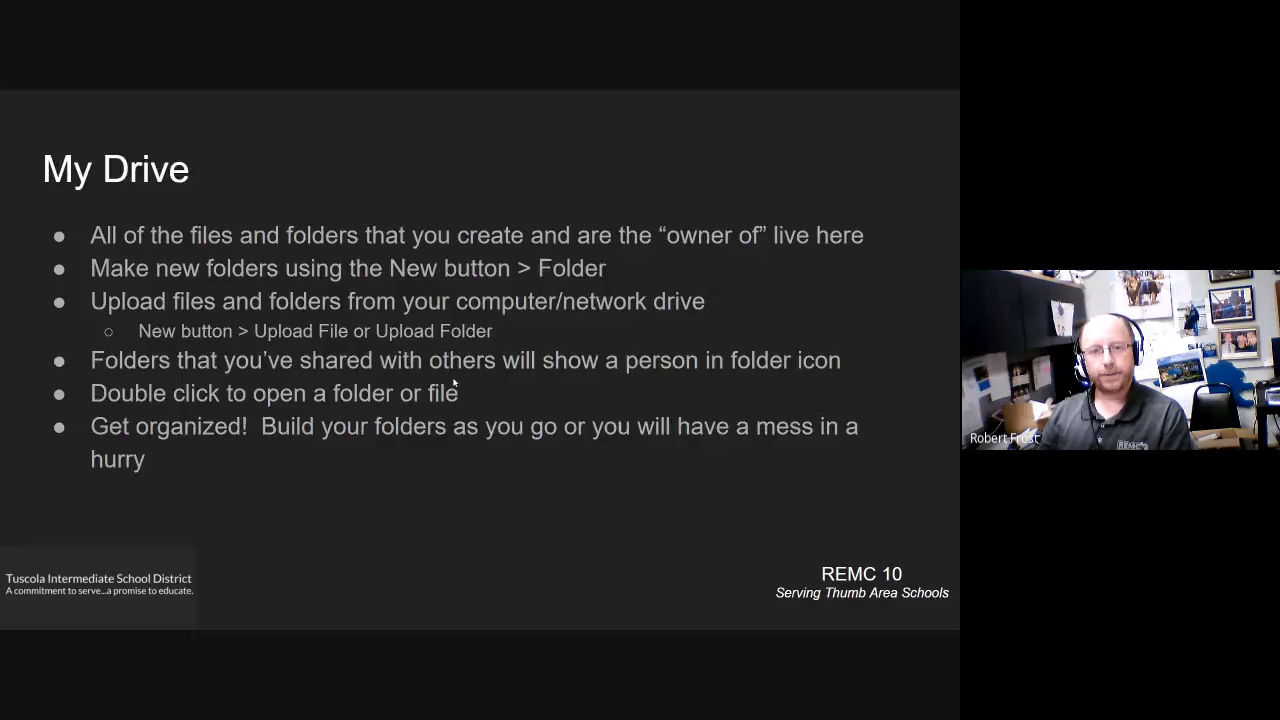 My Drive
All of the files and folders that you create and are the “owner of” live here
Make new folders using the New button > Folder
Upload files and folders from your computer/network drive
New button > Upload File or Upload Folder
Folders that you’ve shared with others will show a person in folder icon
Double click to open a folder or file
Get organized!  Build your folders as you go or you will have a mess in a
hurry
Tuscola Intermediate School District
A commitment to serve...a promise to educate.
REMC 10
Serving Thumb Area Schools
Robert Frost
REMC